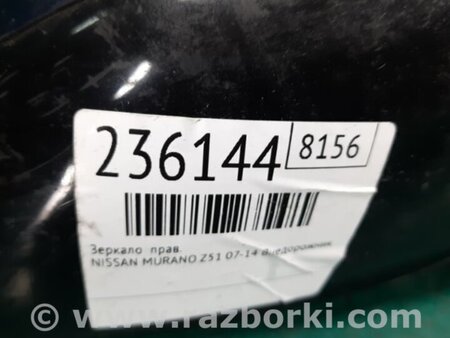 236144 8156
Зеркало прав.
NISSAN MURANO Z51 07-14 Внедорожник
© www.razborki.com